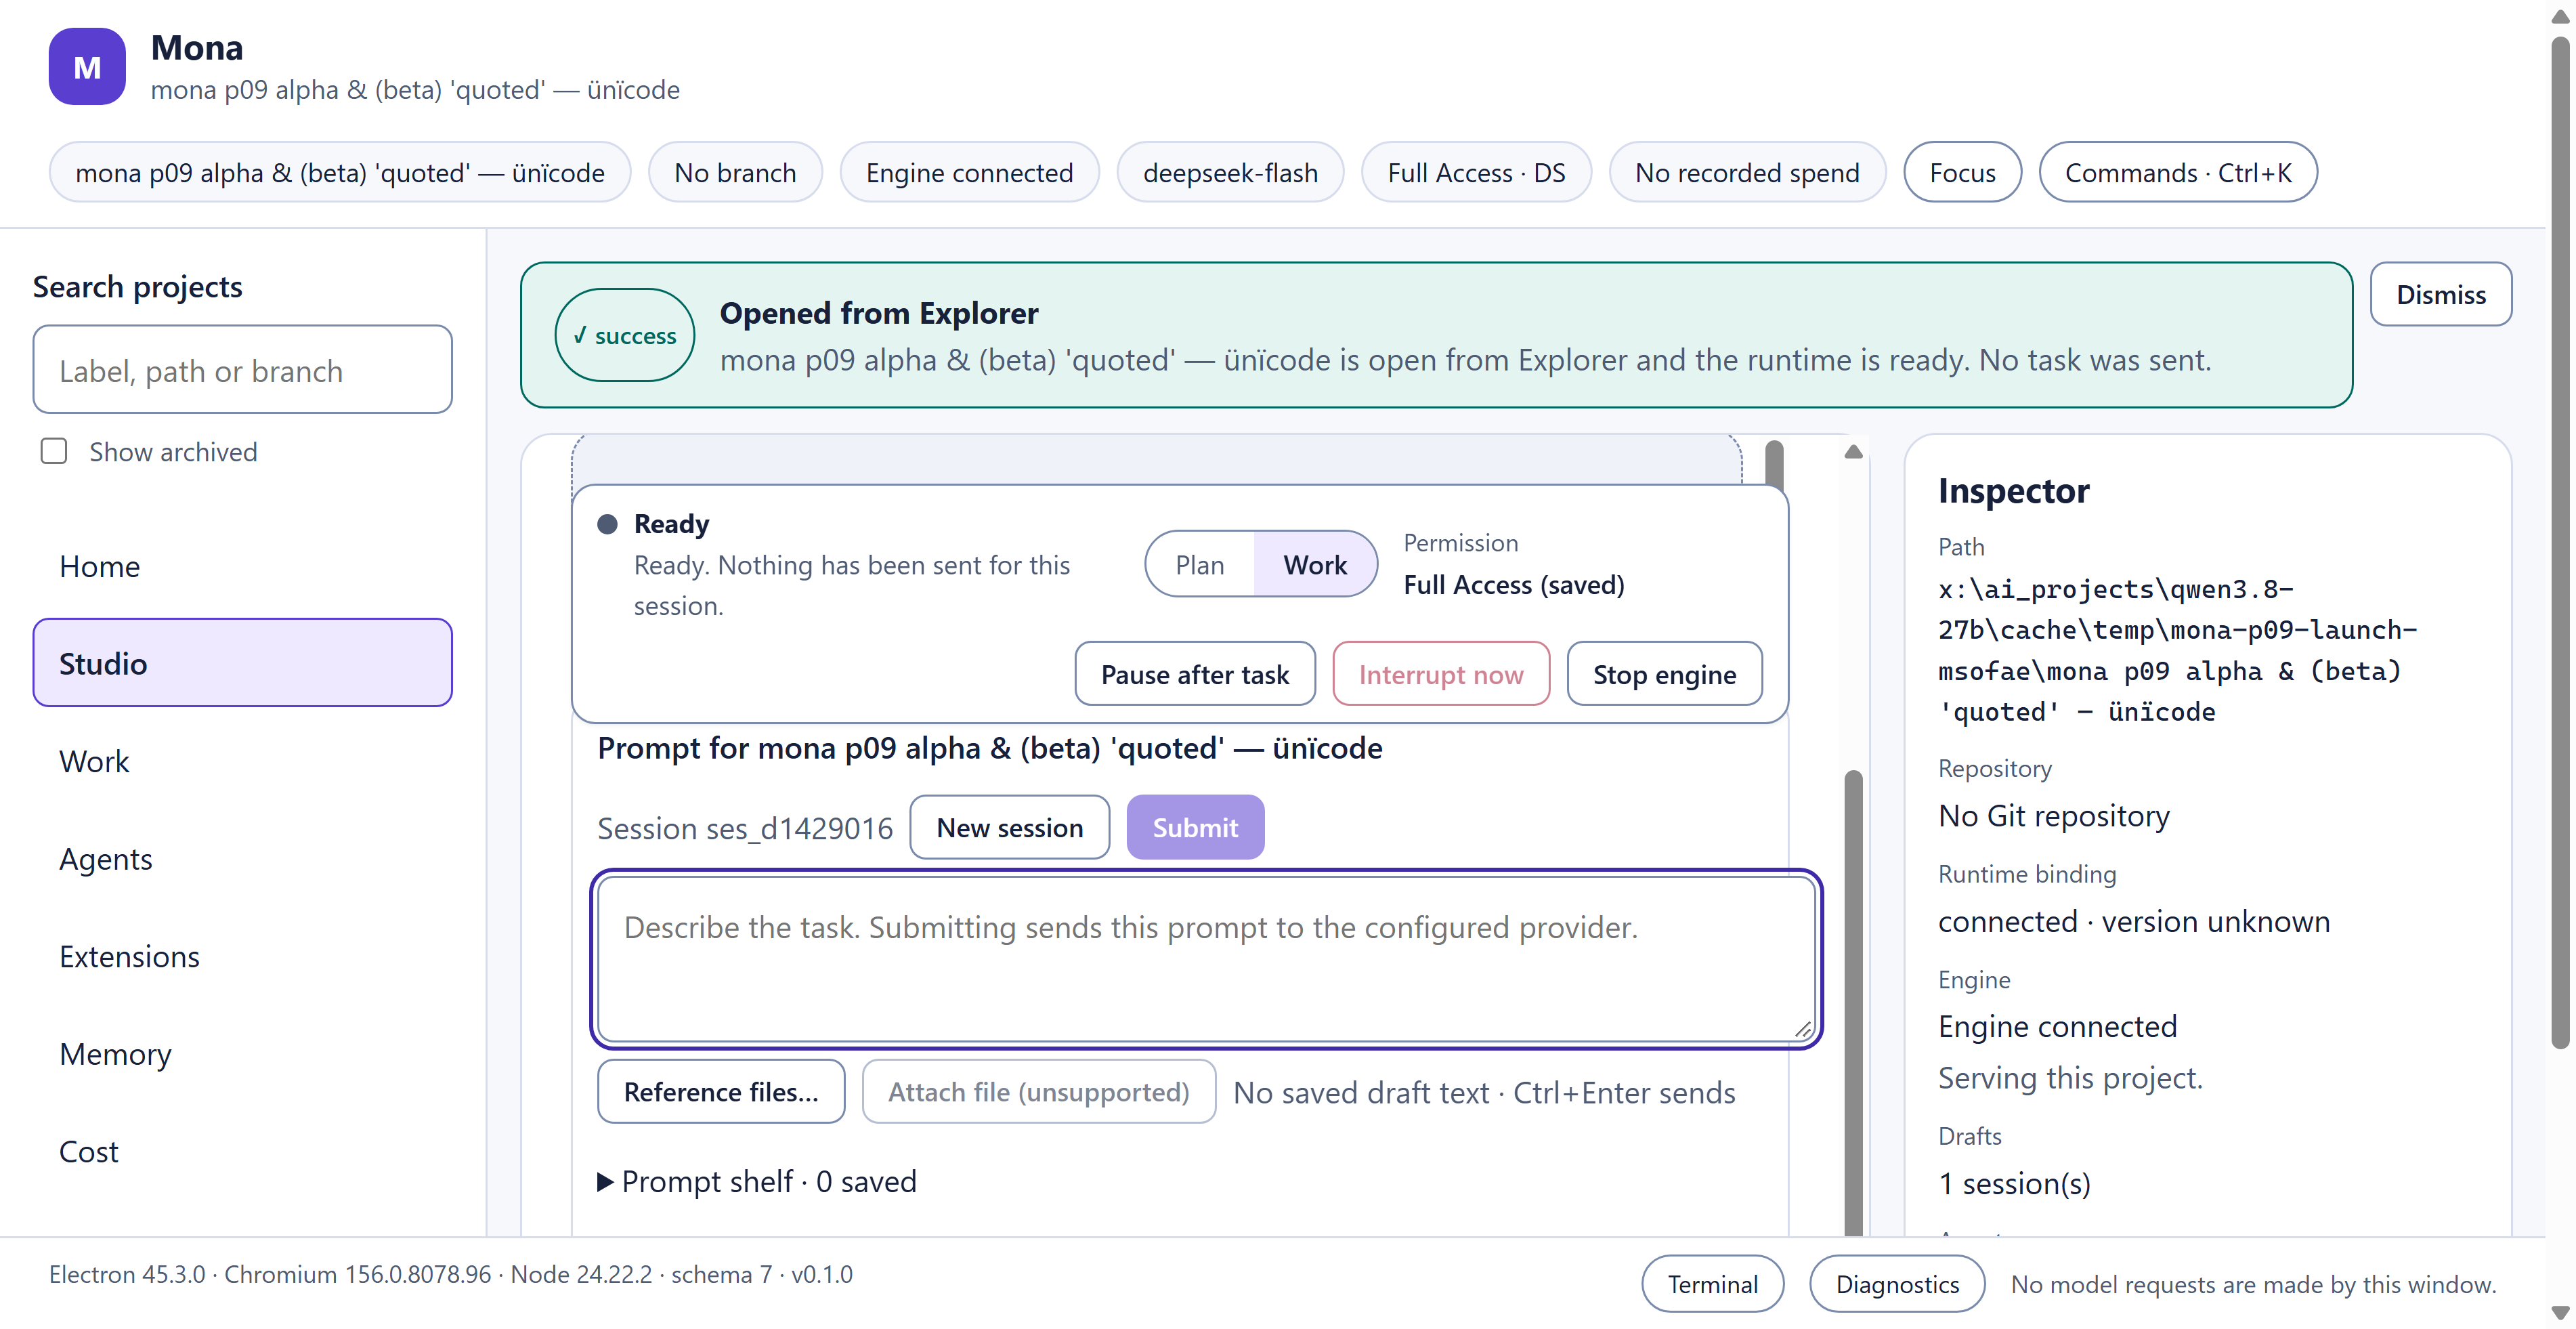 M
Mona
mona p09 alpha & (beta) 'quoted' — ünïcode
mona p09 alpha & (beta) 'quoted' — ünïcode
No branch
Engine connected
deepseek-flash
Full Access · DS
No recorded spend
Focus
Commands · Ctrl+K
Search projects
Label, path or branch
Show archived
Home
Studio
Work
Agents
Extensions
Memory
Cost
✓ success
Opened from Explorer
mona p09 alpha & (beta) 'quoted' — ünïcode is open from Explorer and the runtime is ready. No task was sent.
Dismiss
Ready
Ready. Nothing has been sent for this
session.
Plan
Work
Permission
Full Access (saved)
Pause after task
Interrupt now
Stop engine
Prompt for mona p09 alpha & (beta) 'quoted' — ünïcode
Session ses_d1429016
New session
Submit
Describe the task. Submitting sends this prompt to the configured provider.
Reference files...
Attach file (unsupported)
No saved draft text · Ctrl+Enter sends
▶ Prompt shelf · 0 saved
Inspector
Path
x:\ai_projects\qwen3.8-
27b\cache\temp\mona-p09-launch-
msofae\mona p09 alpha & (beta)
'quoted' — ünïcode
Repository
No Git repository
Runtime binding
connected · version unknown
Engine
Engine connected
Serving this project.
Drafts
1 session(s)
Electron 45.3.0 · Chromium 156.0.8078.96 · Node 24.22.2 · schema 7 · v0.1.0
Terminal
Diagnostics
No model requests are made by this window.